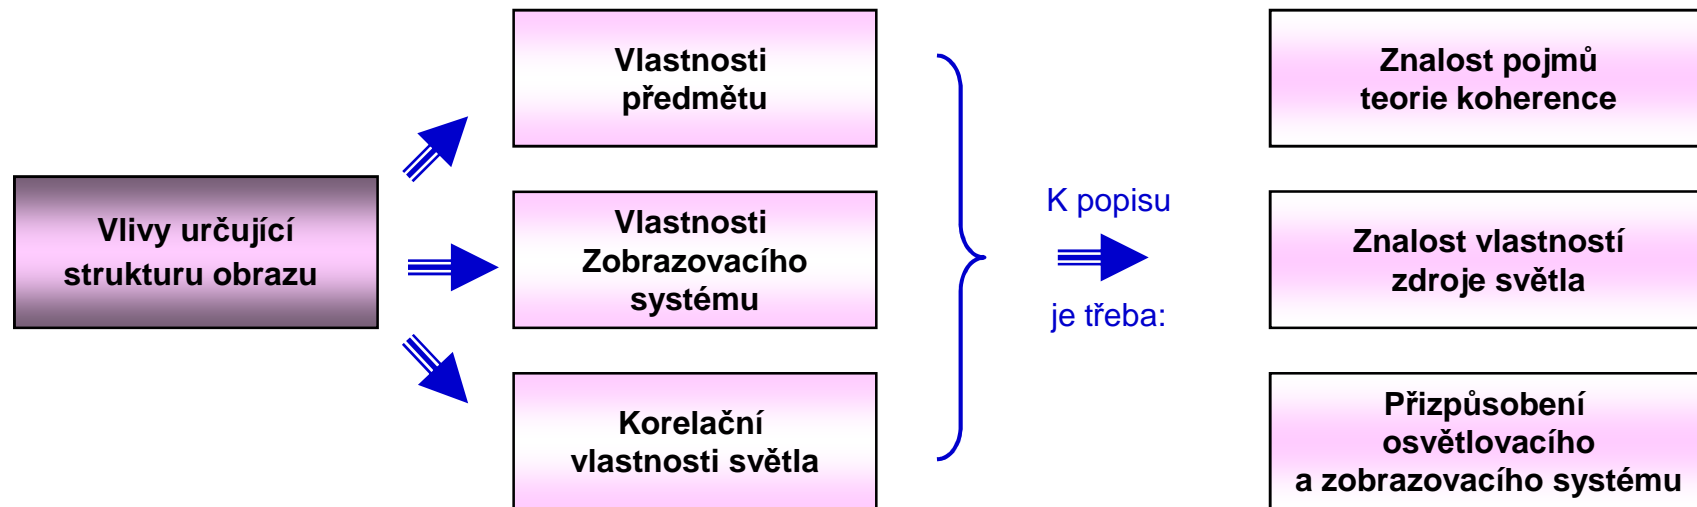 Vlivy určující
strukturu obrazu
Vlastnosti
předmětu
Vlastnosti
Zobrazovacího
systému
Korelační
vlastnosti světla
K popisu
je třeba:
Znalost pojmů
teorie koherence
Znalost vlastností
zdroje světla
Přizpůsobení
osvětlovacího
a zobrazovacího systému